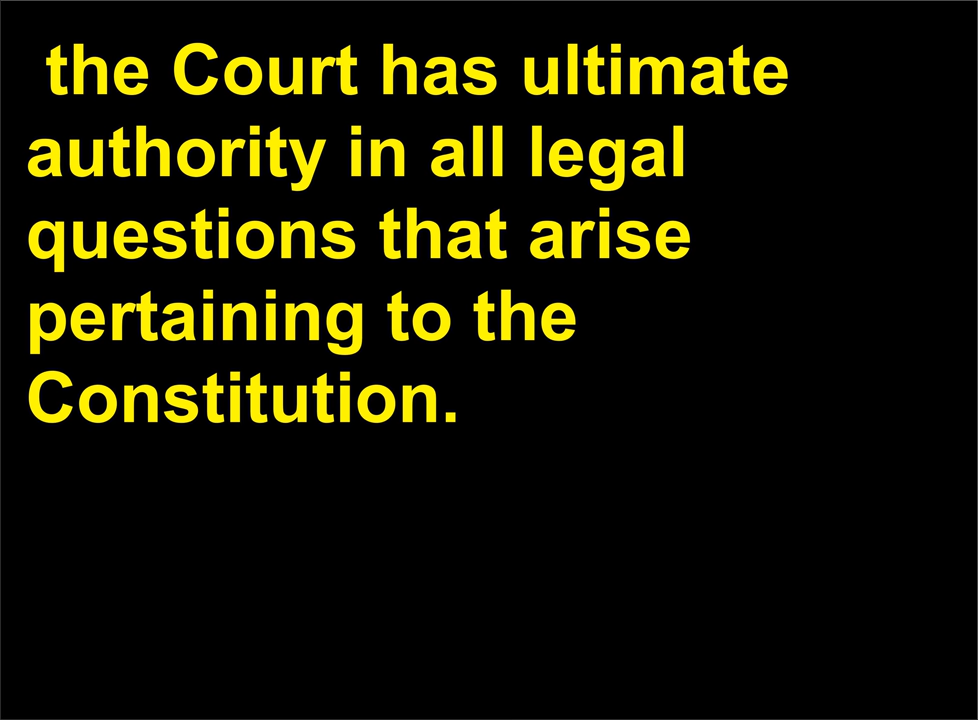 the Court has ultimate
authority in all legal
questions that arise
pertaining to the
Constitution.